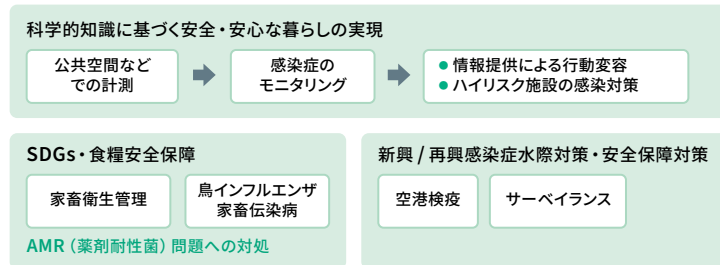 科学的知識に基づく安全・安心な暮らしの実現
公共空間など
での計測
感染症の
モニタリング
● 情報提供による行動変容
● ハイリスク施設の感染対策
SDGs・食糧安全保障
家畜衛生管理
鳥インフルエンザ
家畜伝染病
AMR（薬剤耐性菌）問題への対処
新興 / 再興感染症水際対策・安全保障対策
空港検疫
サーベイランス